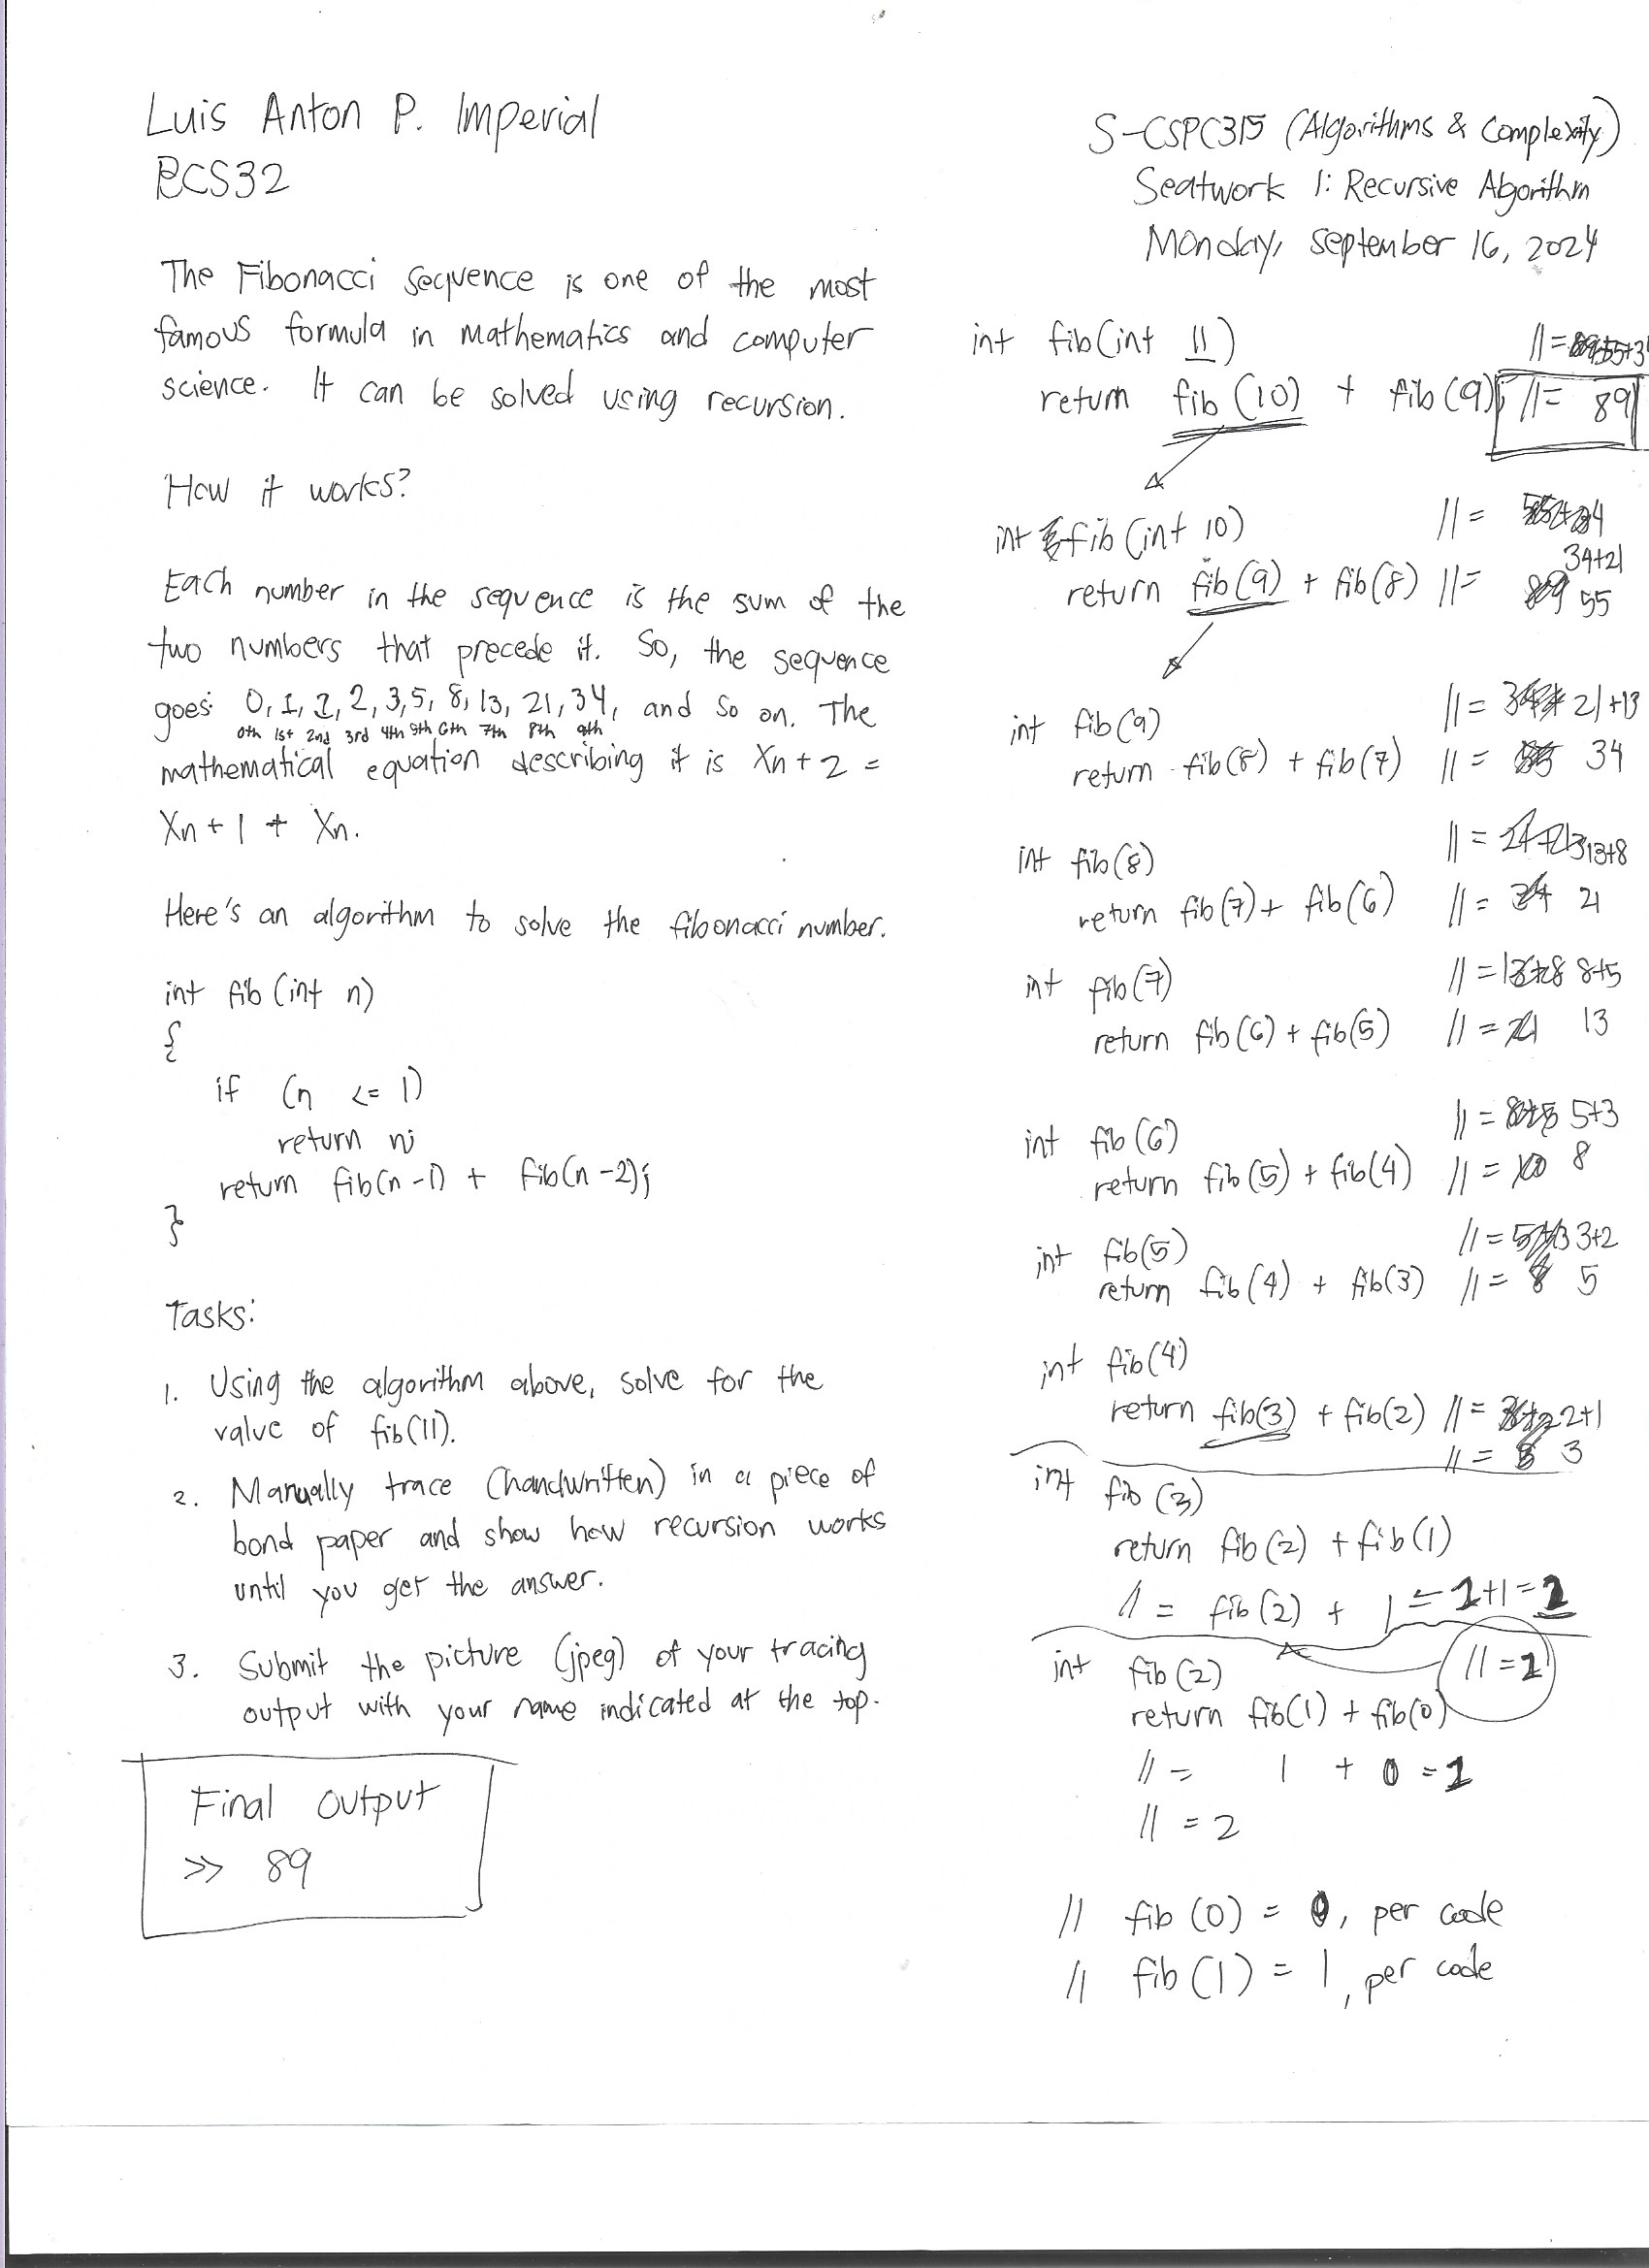 Luis Anton P. Imperial
BCS32
S-CSPC315 (Algorithms & Complexity)
Seatwork 1: Recursive Algorithm
Monday, September 16, 2024
The Fibonacci sequence is one of the most
famous formula in mathematics and computer
science. It can be solved using recursion.
How it works?
Each number in the sequence is the sum of the
two numbers that precede it. So, the sequence
goes: 0, 1, 1, 2, 3, 5, 8, 13, 21, 34, and so on. The
0th 1st 2nd 3rd 4th 5th 6th 7th 8th 9th
mathematical equation describing it is Xn+2 =
Xn+1 + Xn.
Here's an algorithm to solve the fibonacci number.
int fib(int n)
{
if (n <= 1)
return n;
return fib(n-1) + fib(n-2);
}
Tasks:
1. Using the algorithm above, solve for the
value of fib(11).
2. Manually trace (handwritten) in a piece of
bond paper and show how recursion works
until you get the answer.
3. Submit the picture (jpeg) of your tracing
output with your name indicated at the top.
Final Output
>> 89
int fib(int 11) // =
return fib(10) + fib(9); // = 89
int fib(int 10) // =
34+21
return fib(9) + fib(8) // = 55
int fib(9) // = 21+13
return fib(8) + fib(7) // = 34
int fib(8) // = 13+8
return fib(7) + fib(6) // = 21
int fib(7) // = 8+5
return fib(6) + fib(5) // = 13
int fib(6) // = 5+3
return fib(5) + fib(4) // = 8
int fib(5) // = 3+2
return fib(4) + fib(3) // = 5
int fib(4)
return fib(3) + fib(2) // = 2+1
// = 3
int fib(3)
return fib(2) + fib(1)
// = fib(2) + 1 = 1+1 = 2
int fib(2) // = 1
return fib(1) + fib(0)
// = 1 + 0 = 1
// = 2
// fib(0) = 0, per code
// fib(1) = 1, per code